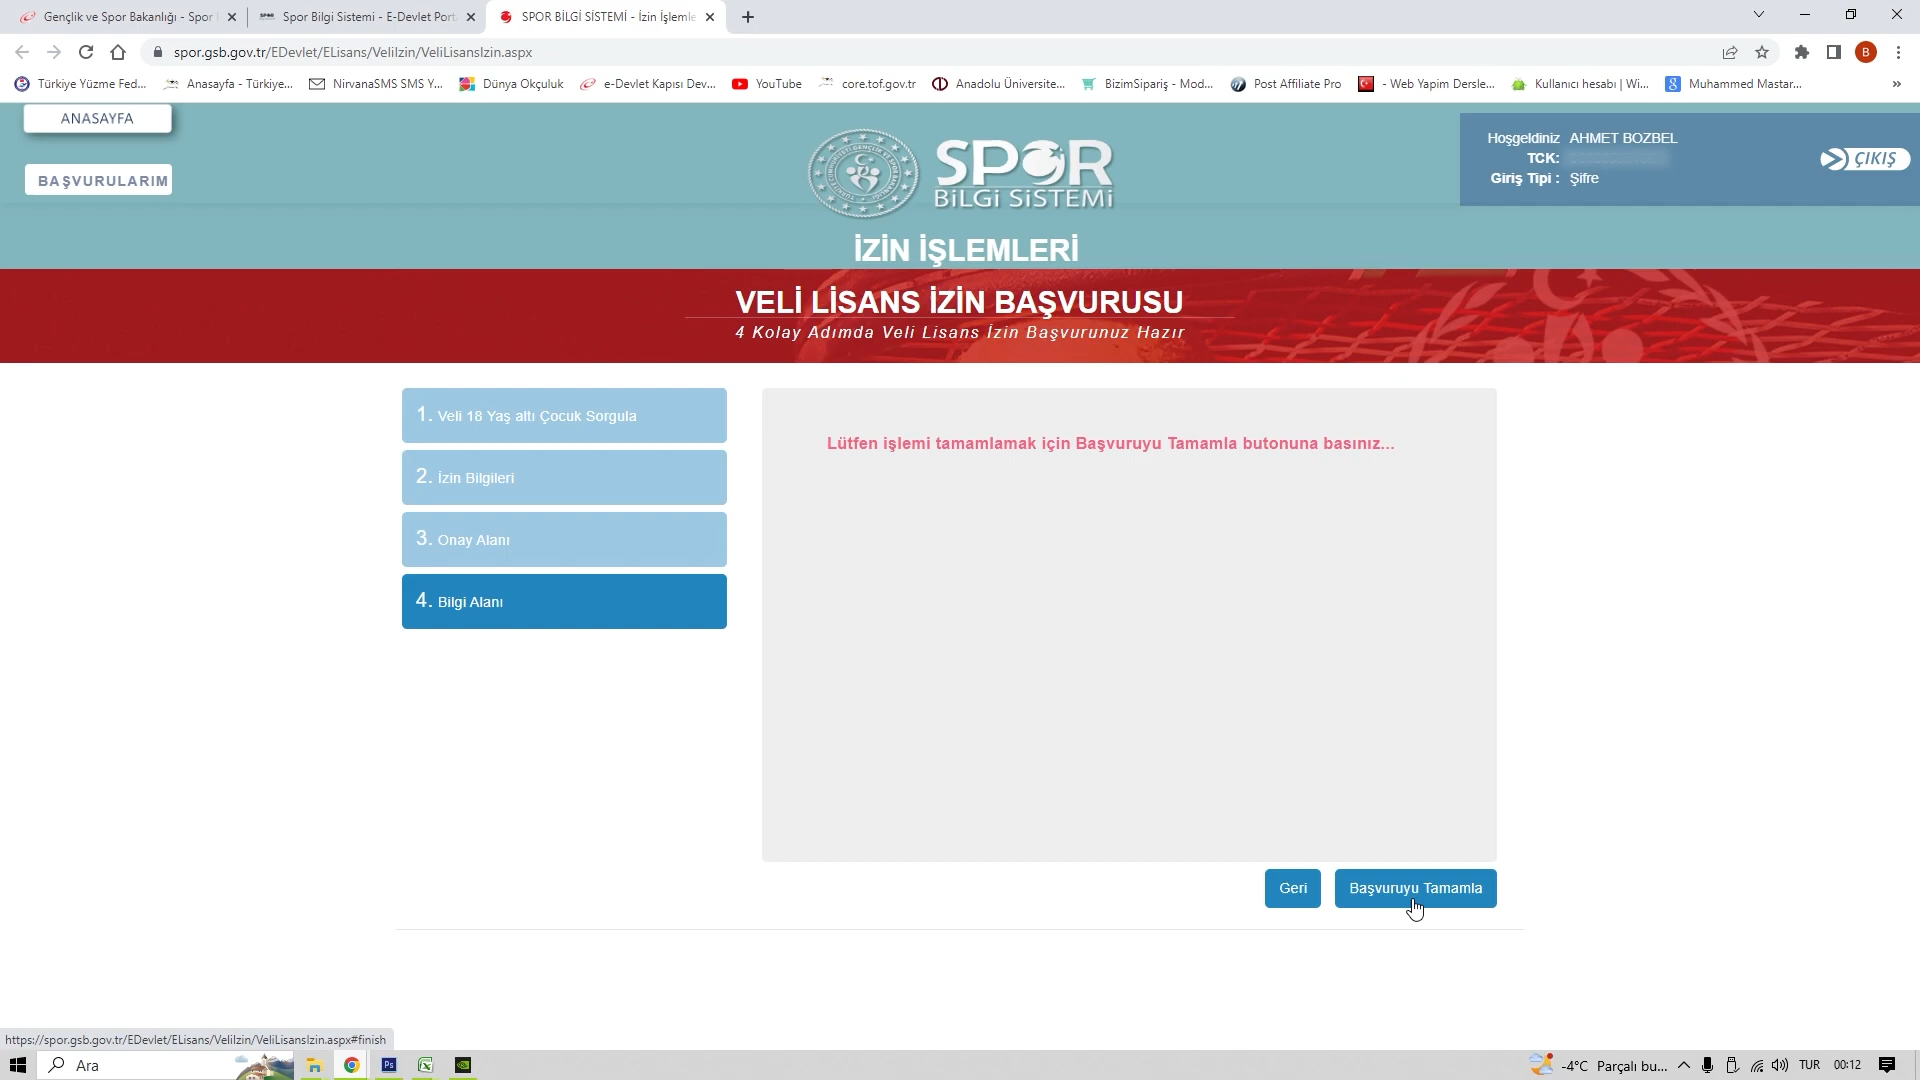 Gençlik ve Spor Bakanlığı - Spor
Spor Bilgi Sistemi - E-Devlet Port
SPOR BİLGİ SİSTEMİ - İzin İşlemle
spor.gsb.gov.tr/EDevlet/ELisans/VeliIzin/VeliLisansIzin.aspx
B
Türkiye Yüzme Fed...
Anasayfa - Türkiye...
NirvanaSMS SMS Y...
Dünya Okçuluk
e-Devlet Kapısı Dev...
YouTube
core.tof.gov.tr
Anadolu Üniversite...
BizimSipariş - Mod...
Post Affiliate Pro
- Web Yapim Dersle...
Kullanıcı hesabı | Wi...
Muhammed Mastar...
»
ANASAYFA
BAŞVURULARIM
SPOR
BİLGİ SİSTEMİ
Hoşgeldiniz AHMET BOZBEL
TCK:
Giriş Tipi : Şifre
ÇIKIŞ
İZİN İŞLEMLERİ
VELİ LİSANS İZİN BAŞVURUSU
4 Kolay Adımda Veli Lisans İzin Başvurunuz Hazır
1. Veli 18 Yaş altı Çocuk Sorgula
2. İzin Bilgileri
3. Onay Alanı
4. Bilgi Alanı
Lütfen işlemi tamamlamak için Başvuruyu Tamamla butonuna basınız...
Geri
Başvuruyu Tamamla
https://spor.gsb.gov.tr/EDevlet/ELisans/VeliIzin/VeliLisansIzin.aspx#finish
Ara
Ps
-4°C Parçalı bu...
TUR
00:12